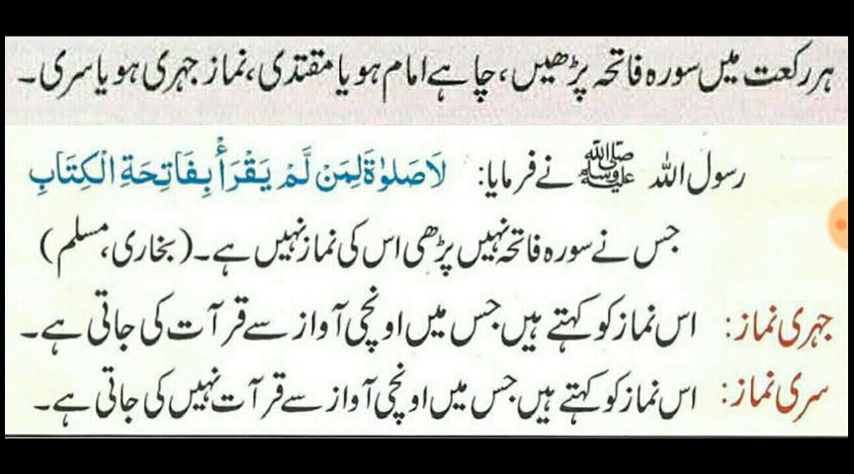 ہر رکعت میں سورہ فاتحہ پڑھیں، چاہے امام ہو یا مقتدی، نماز جہری ہو یا سری۔
رسول اللہ ﷺ نے فرمایا: لَاصَلوٰةَ لِمَن لَّمْ يَقْرَأْ بِفَاتِحَةِ الْكِتَابِ
جس نے سورہ فاتحہ نہیں پڑھی اس کی نماز نہیں ہے۔ (بخاری، مسلم)
جہری نماز: اس نماز کو کہتے ہیں جس میں اونچی آواز سے قرآت کی جاتی ہے۔
سری نماز: اس نماز کو کہتے ہیں جس میں اونچی آواز سے قرآت نہیں کی جاتی ہے۔